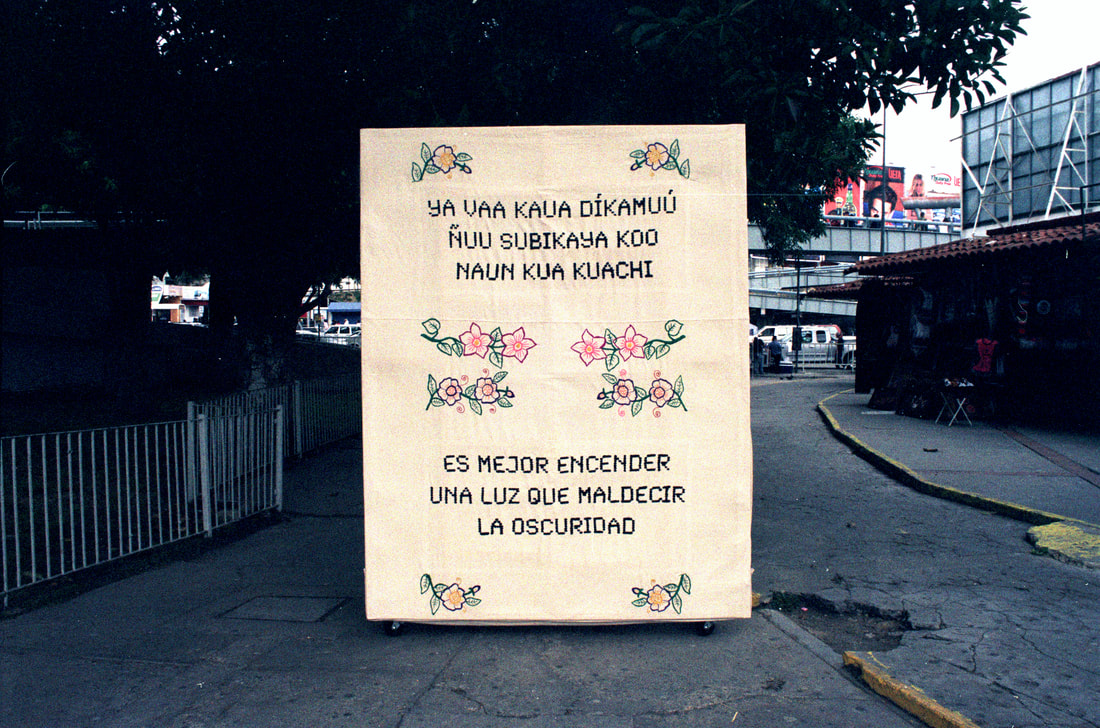 YA VAA KAUA DÍKAMUÚ
ÑUU SUBIKAYA KOO
NAUN KUA KUACHI
ES MEJOR ENCENDER
UNA LUZ QUE MALDECIR
LA OSCURIDAD